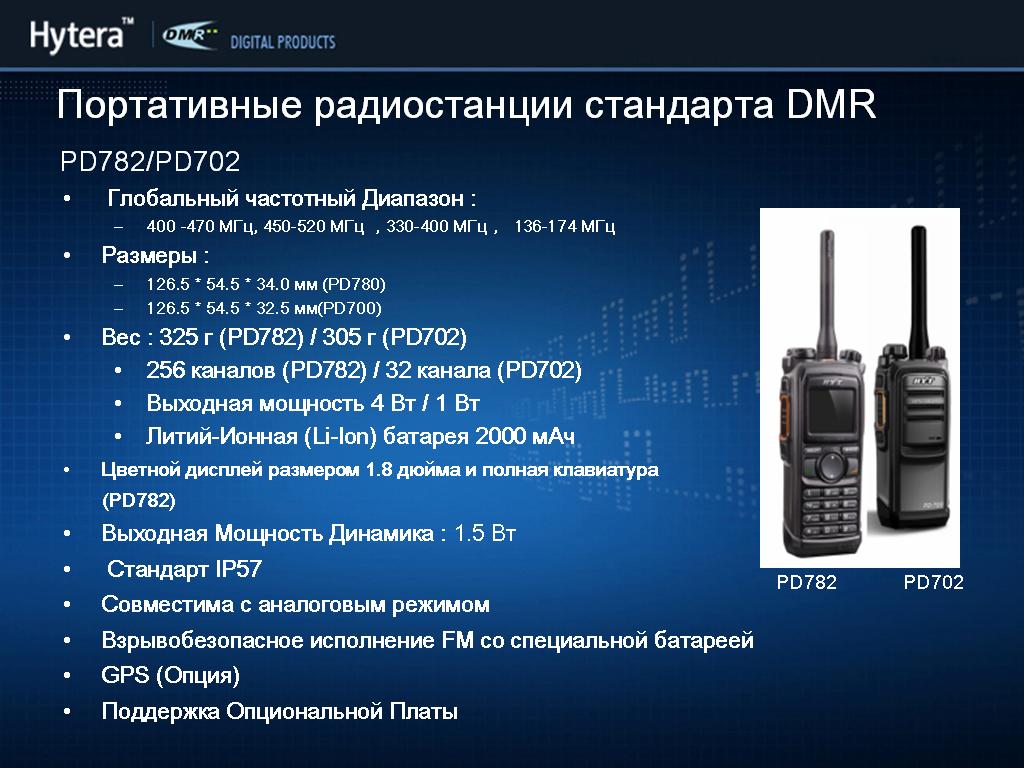 Hytera™ DMR DIGITAL PRODUCTS
Портативные радиостанции стандарта DMR
PD782/PD702
• Глобальный частотный Диапазон :
– 400 -470 МГц, 450-520 МГц , 330-400 МГц , 136-174 МГц
• Размеры :
– 126.5 * 54.5 * 34.0 мм (PD780)
– 126.5 * 54.5 * 32.5 мм(PD700)
• Вес : 325 г (PD782) / 305 г (PD702)
• 256 каналов (PD782) / 32 канала (PD702)
• Выходная мощность 4 Вт / 1 Вт
• Литий-Ионная (Li-Ion) батарея 2000 мАч
• Цветной дисплей размером 1.8 дюйма и полная клавиатура
(PD782)
• Выходная Мощность Динамика : 1.5 Вт
• Стандарт IP57
• Совместима с аналоговым режимом
• Взрывобезопасное исполнение FM со специальной батареей
• GPS (Опция)
• Поддержка Опциональной Платы
HYT
HYT
PD782 PD702